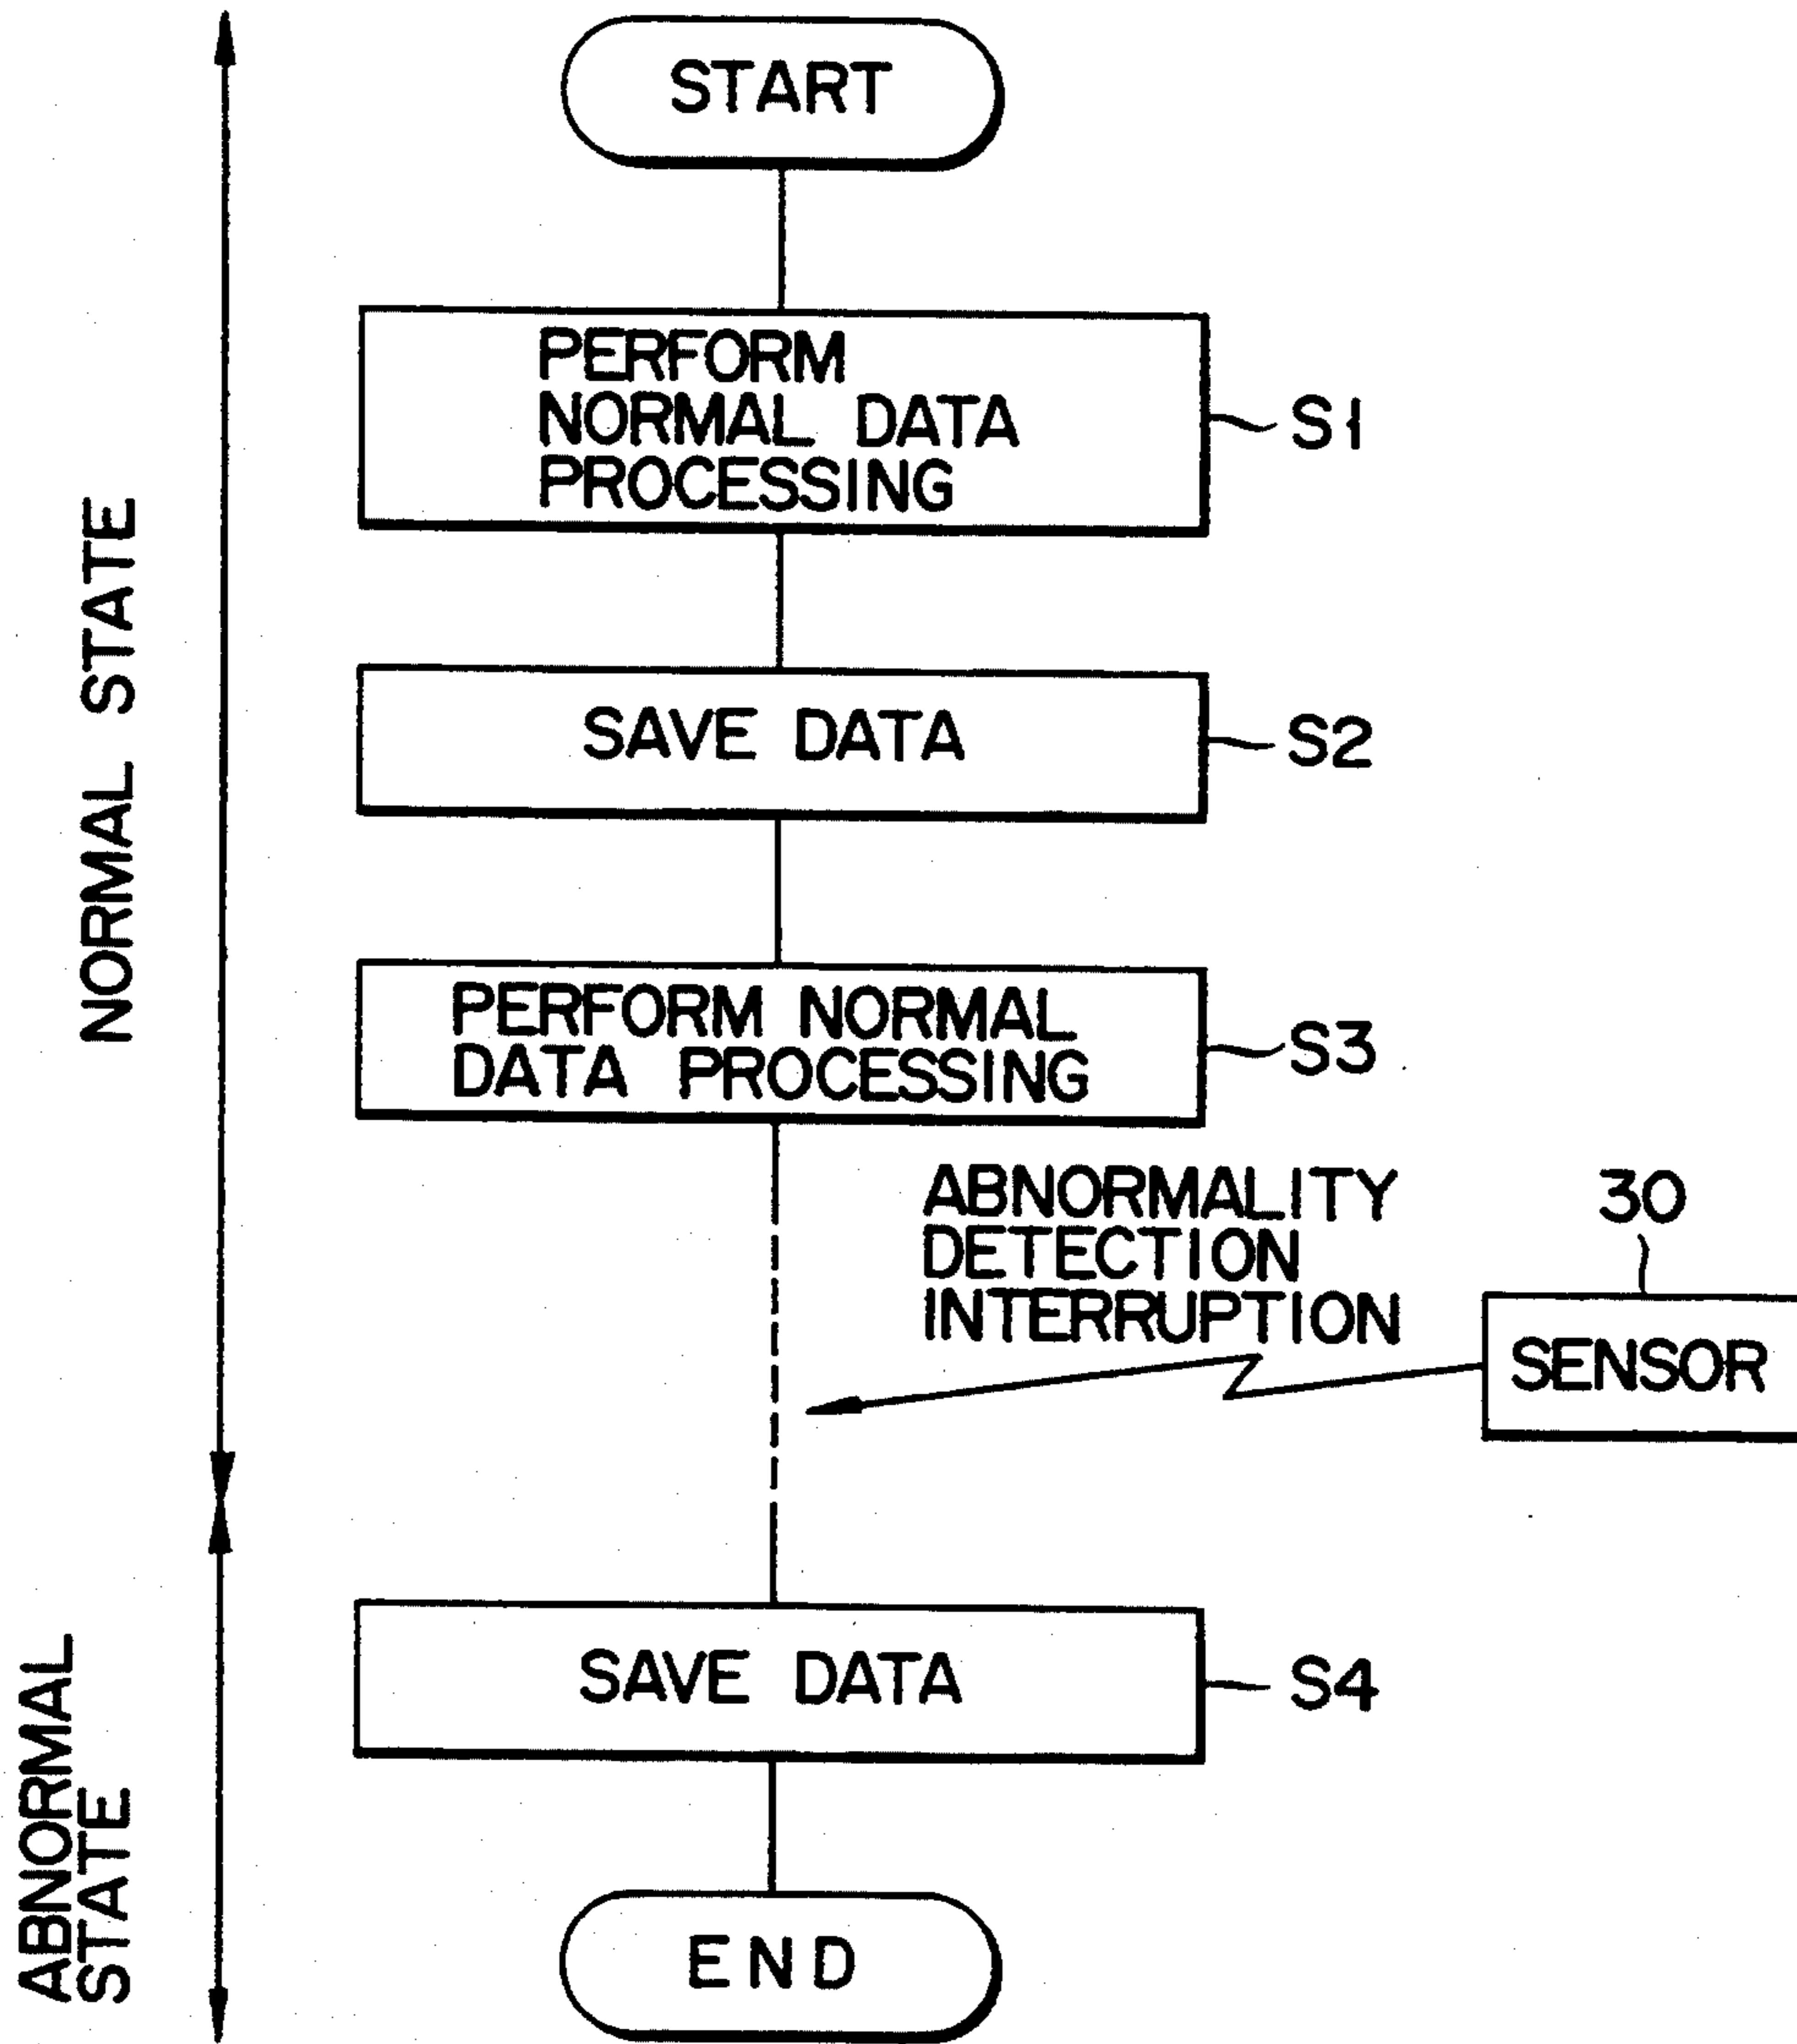 START
PERFORM
NORMAL DATA
PROCESSING
S1
SAVE DATA
S2
NORMAL STATE
PERFORM NORMAL
DATA PROCESSING
S3
ABNORMALITY
DETECTION
INTERRUPTION
30
SENSOR
SAVE DATA
S4
ABNORMAL
STATE
END